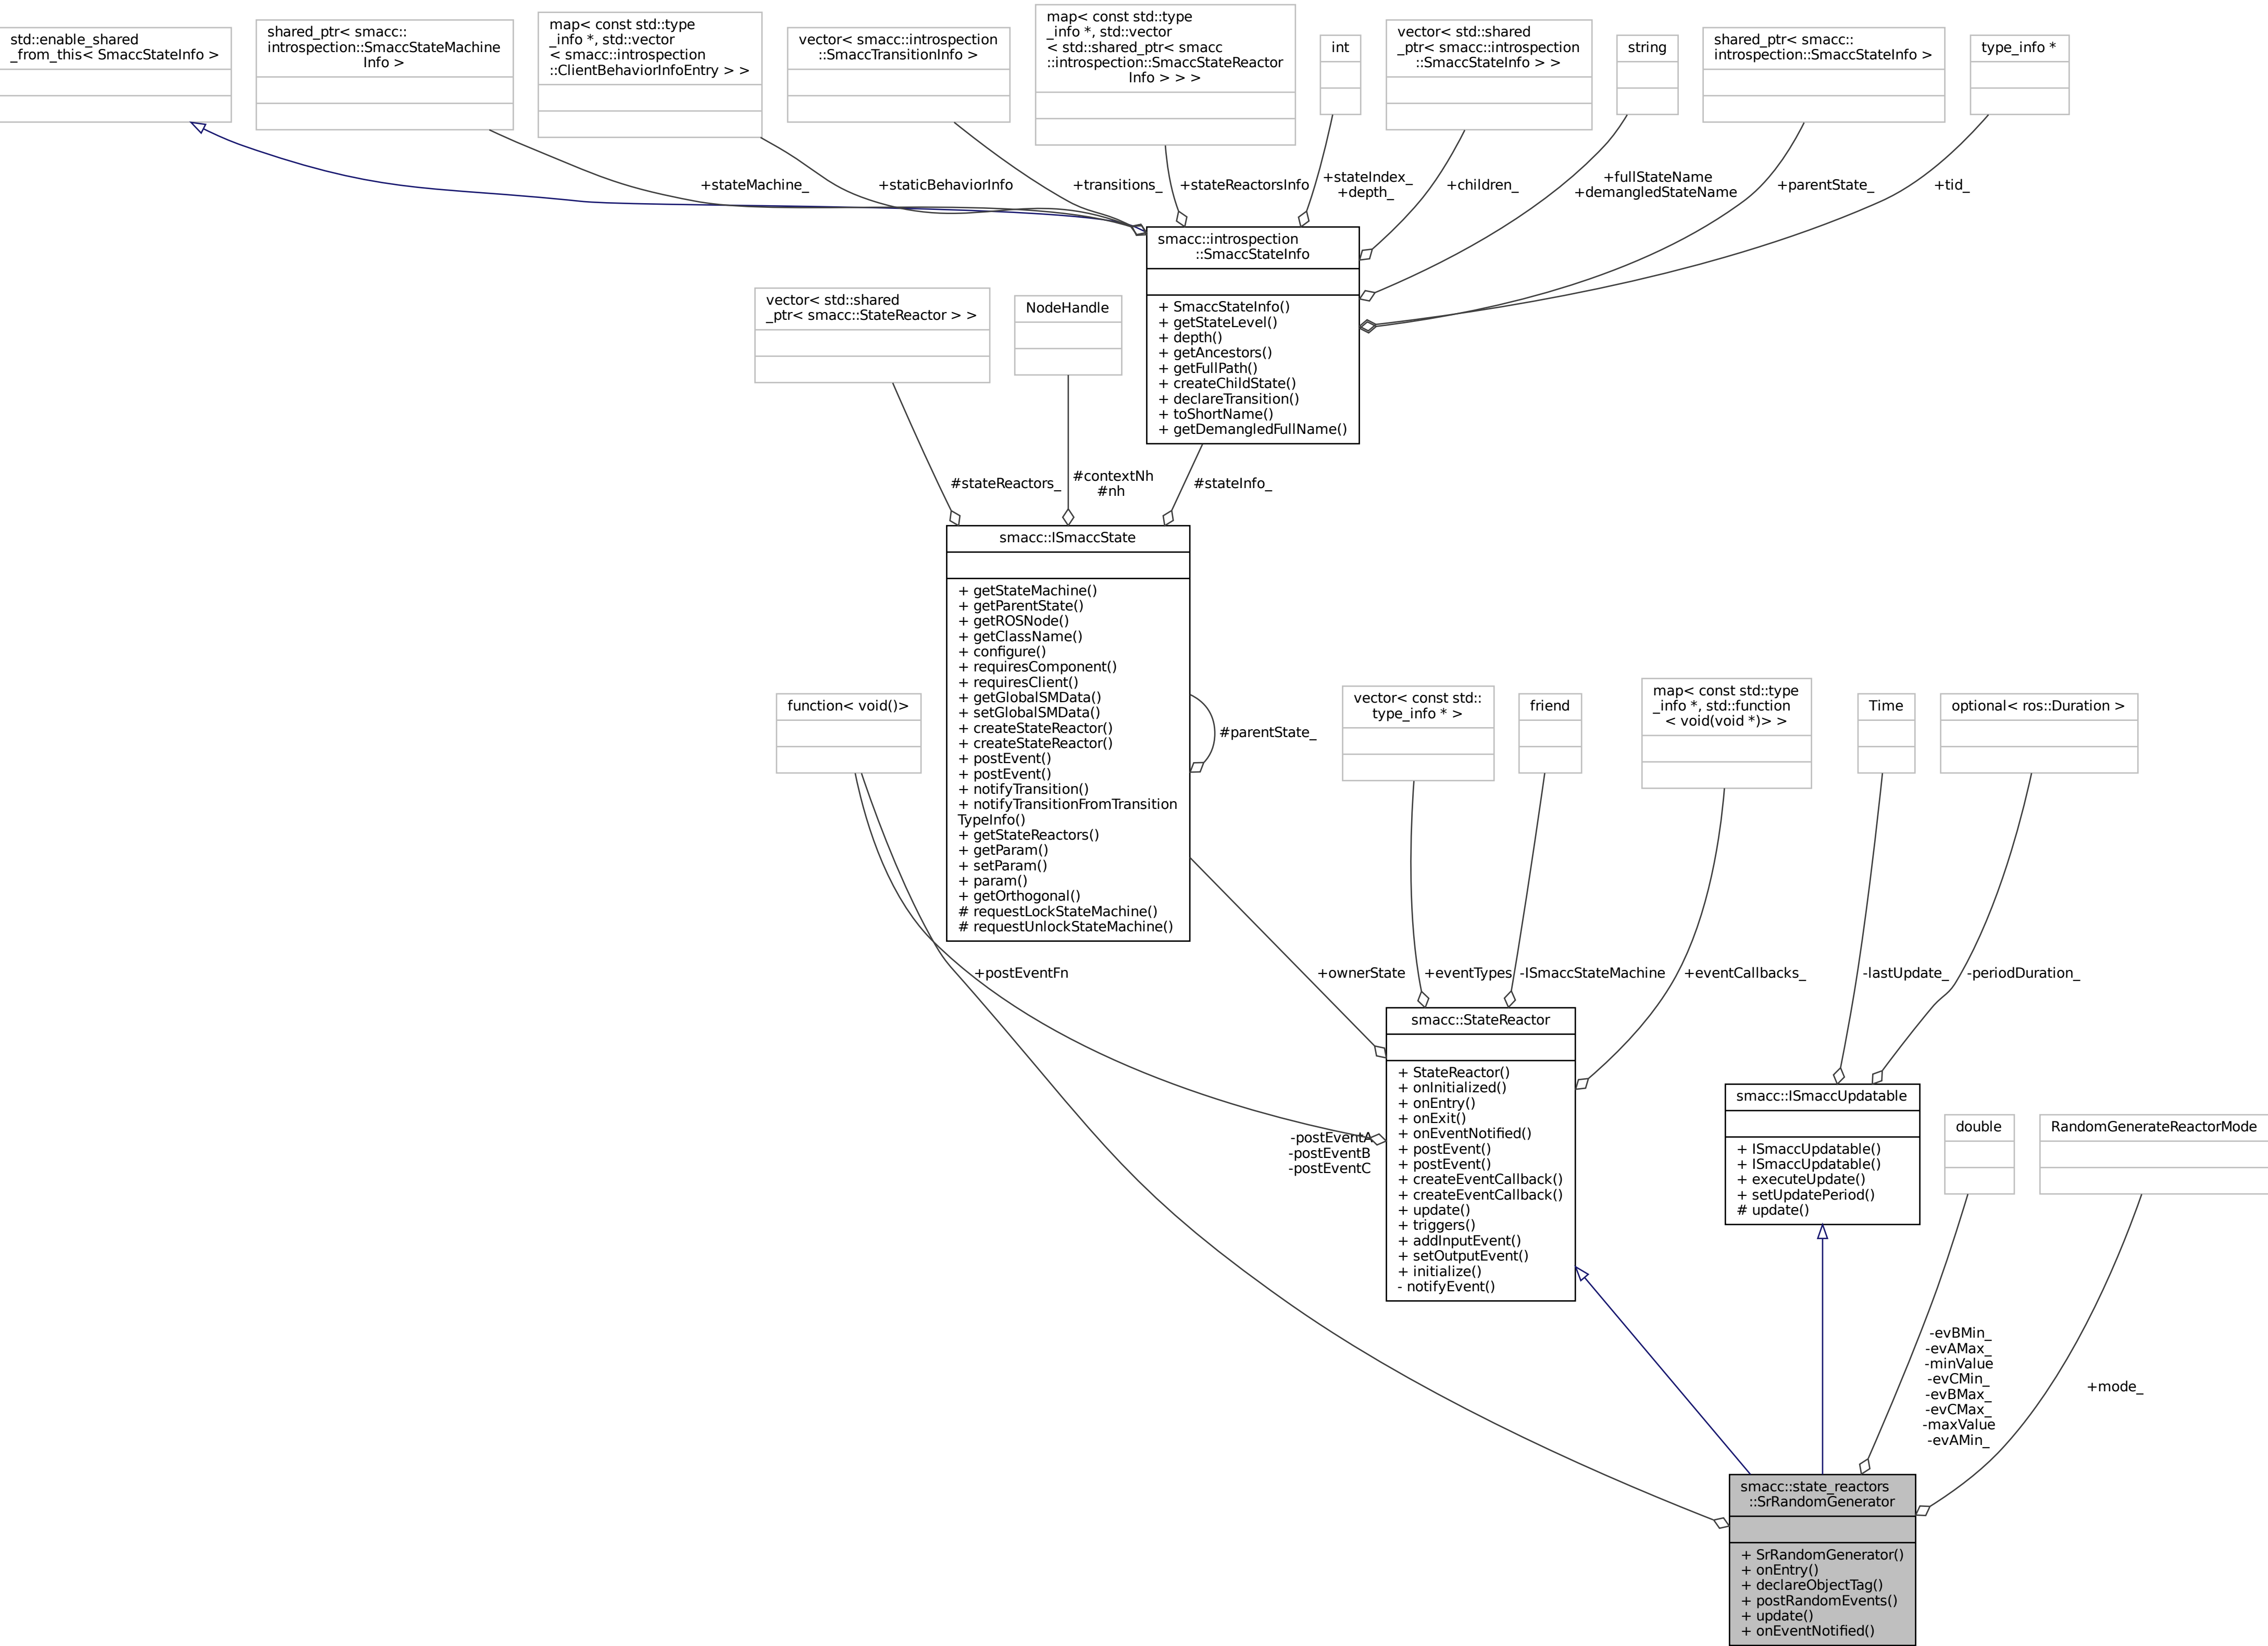 std::enable_shared
_from_this< SmaccStateInfo >
shared_ptr< smacc::
introspection::SmaccStateMachine
Info >
map< const std::type
_info *, std::vector
< smacc::introspection
::ClientBehaviorInfoEntry > >
vector< smacc::introspection
::SmaccTransitionInfo >
map< const std::type
_info *, std::vector
< std::shared_ptr< smacc
::introspection::SmaccStateReactor
Info > > >
int
vector< std::shared
_ptr< smacc::introspection
::SmaccStateInfo > >
string
shared_ptr< smacc::
introspection::SmaccStateInfo >
type_info *
+stateMachine_
+staticBehaviorInfo
+transitions_
+stateReactorsInfo
+stateIndex_
+depth_
+children_
+fullStateName
+demangledStateName
+parentState_
+tid_
smacc::introspection
::SmaccStateInfo
+ SmaccStateInfo()
+ getStateLevel()
+ depth()
+ getAncestors()
+ getFullPath()
+ createChildState()
+ declareTransition()
+ toShortName()
+ getDemangledFullName()
vector< std::shared
_ptr< smacc::StateReactor > >
NodeHandle
#stateReactors_
#contextNh
#nh
#stateInfo_
smacc::ISmaccState
+ getStateMachine()
+ getParentState()
+ getROSNode()
+ getClassName()
+ configure()
+ requiresComponent()
+ requiresClient()
+ getGlobalSMData()
+ setGlobalSMData()
+ createStateReactor()
+ createStateReactor()
+ postEvent()
+ postEvent()
+ notifyTransition()
+ notifyTransitionFromTransition
TypeInfo()
+ getStateReactors()
+ getParam()
+ setParam()
+ param()
+ getOrthogonal()
# requestLockStateMachine()
# requestUnlockStateMachine()
#parentState_
function< void()>
vector< const std::
type_info * >
friend
map< const std::type
_info *, std::function
< void(void *)> >
Time
optional< ros::Duration >
+postEventFn
+ownerState
+eventTypes
-ISmaccStateMachine
+eventCallbacks_
-lastUpdate_
-periodDuration_
smacc::StateReactor
+ StateReactor()
+ onInitialized()
+ onEntry()
+ onExit()
+ onEventNotified()
+ postEvent()
+ postEvent()
+ createEventCallback()
+ createEventCallback()
+ update()
+ triggers()
+ addInputEvent()
+ setOutputEvent()
+ initialize()
- notifyEvent()
-postEventA
-postEventB
-postEventC
smacc::ISmaccUpdatable
+ ISmaccUpdatable()
+ ISmaccUpdatable()
+ executeUpdate()
+ setUpdatePeriod()
# update()
double
RandomGenerateReactorMode
-evBMin_
-evAMax_
-minValue
-evCMin_
-evBMax_
-evCMax_
-maxValue
-evAMin_
+mode_
smacc::state_reactors
::SrRandomGenerator
+ SrRandomGenerator()
+ onEntry()
+ declareObjectTag()
+ postRandomEvents()
+ update()
+ onEventNotified()